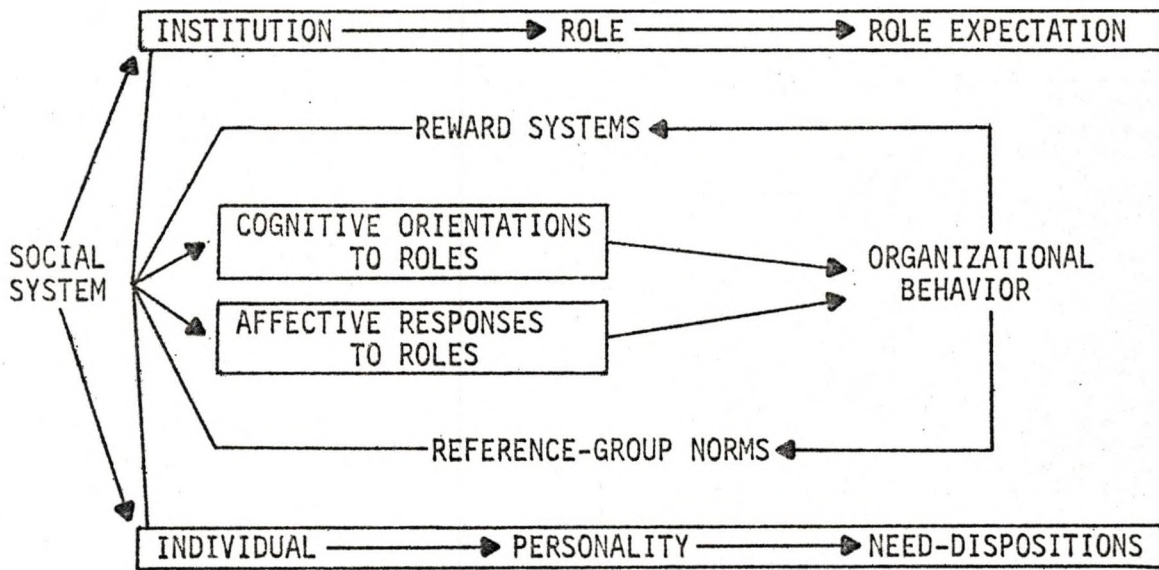 INSTITUTION ROLE ROLE EXPECTATION
REWARD SYSTEMS
COGNITIVE ORIENTATIONS
TO ROLES
SOCIAL
SYSTEM
ORGANIZATIONAL
BEHAVIOR
AFFECTIVE RESPONSES
TO ROLES
REFERENCE-GROUP NORMS
INDIVIDUAL PERSONALITY NEED-DISPOSITIONS